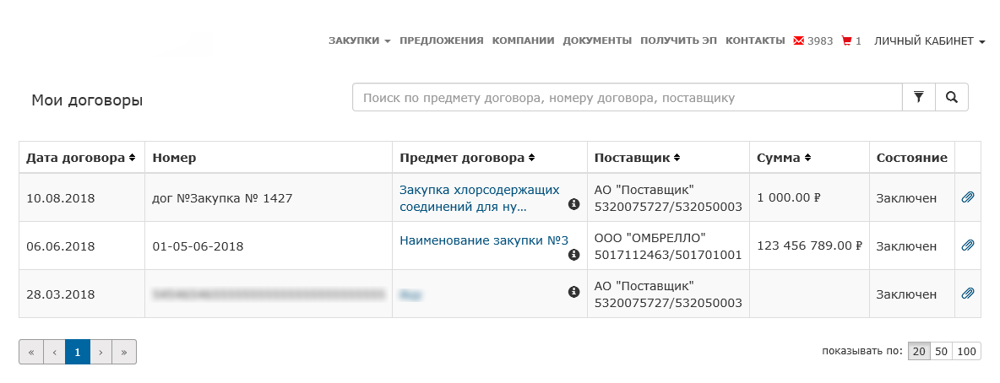 ЗАКУПКИ ПРЕДЛОЖЕНИЯ КОМПАНИИ ДОКУМЕНТЫ ПОЛУЧИТЬ ЭП КОНТАКТЫ 3983 1 ЛИЧНЫЙ КАБИНЕТ
Мои договоры
Поиск по предмету договора, номеру договора, поставщику
Дата договора Номер Предмет договора Поставщик Сумма Состояние
10.08.2018 дог №Закупка № 1427 Закупка хлорсодержащих АО "Поставщик" 1 000.00 ₽ Заключен
соединений для ну... 5320075727/532050003
06.06.2018 01-05-06-2018 Наименование закупки №3 ООО "ОМБРЕЛЛО" 123 456 789.00 ₽ Заключен
5017112463/501701001
28.03.2018 АО "Поставщик" Заключен
5320075727/532050003
« ‹ 1 › » показывать по: 20 50 100